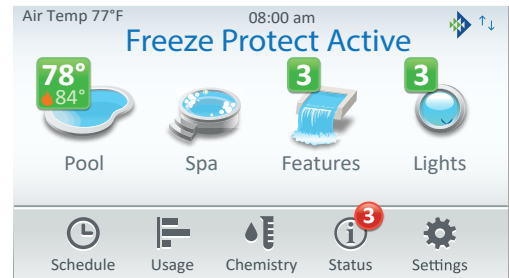 Air Temp 77°F
08:00 am
Freeze Protect Active
78°
84°
3
3
Pool
Spa
Features
Lights
3
Schedule
Usage
Chemistry
Status
Settings